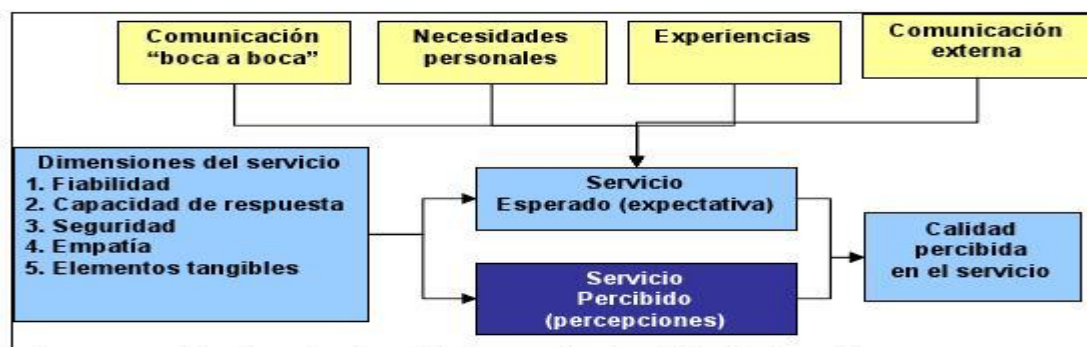 Comunicación
“boca a boca”
Necesidades
personales
Experiencias
Comunicación
externa
Dimensiones del servicio
1. Fiabilidad
2. Capacidad de respuesta
3. Seguridad
4. Empatía
5. Elementos tangibles
Servicio
Esperado (expectativa)
Servicio
Percibido
(percepciones)
Calidad
percibida
en el servicio